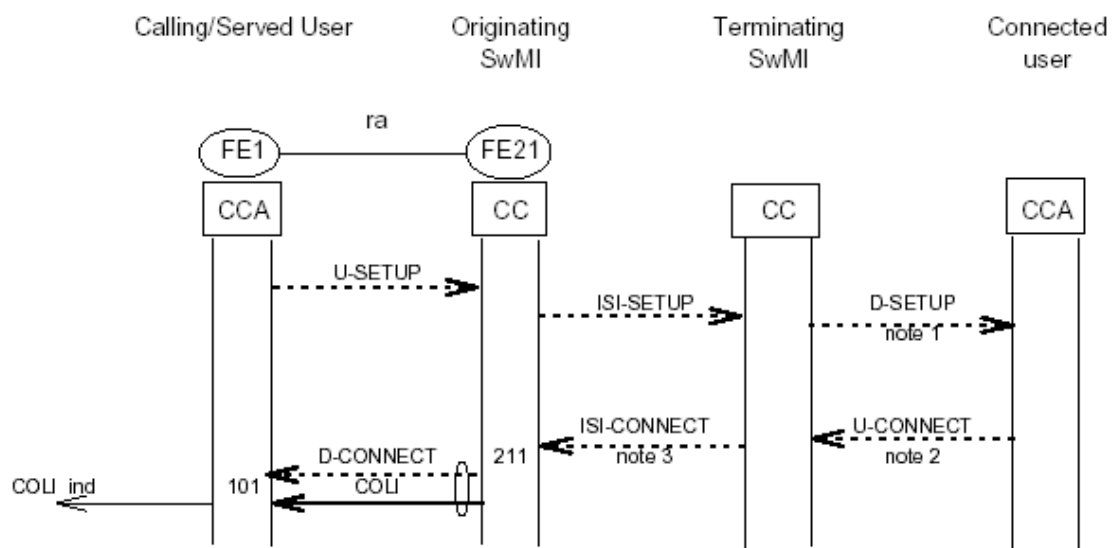 Calling/Served User
Originating
SwMI
Terminating
SwMI
Connected
user
ra
FE1
FE21
CCA
CC
CC
CCA
U-SETUP
ISI-SETUP
D-SETUP
note 1
ISI-CONNECT
note 3
U-CONNECT
note 2
D-CONNECT
211
COLI ind
101
COLI